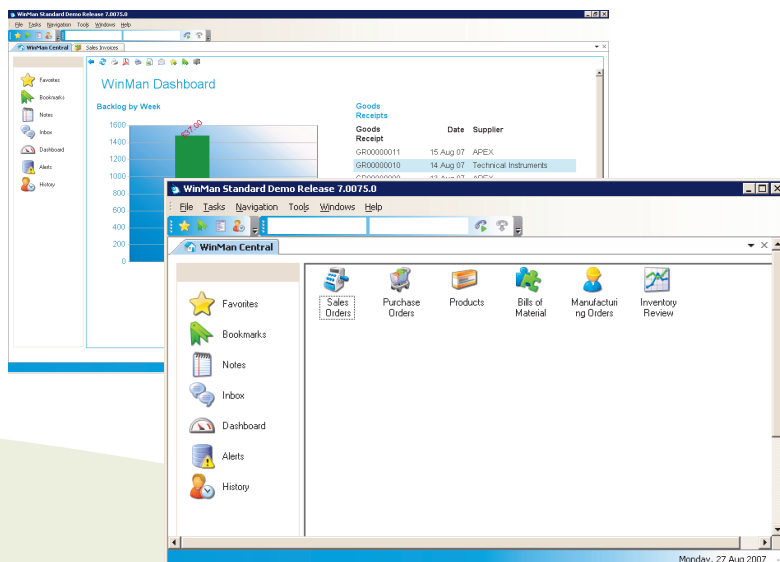 WinMan Standard Demo Release 7.0075.0
File Tasks Navigation Tools Windows Help
WinMan Central Sales Invoices
Favorites
Bookmarks
Notes
Inbox
Dashboard
Alerts
History
WinMan Dashboard
Backlog by Week
1600
1400
1200
1000
800
600
400
200
0
Goods
Receipts
Goods
Receipt Date Supplier
GR00000011 15 Aug 07 APEX
GR00000010 14 Aug 07 Technical Instruments
WinMan Standard Demo Release 7.0075.0
File Tasks Navigation Tools Windows Help
WinMan Central
Favorites
Bookmarks
Notes
Inbox
Dashboard
Alerts
History
Sales
Orders
Purchase
Orders
Products
Bills of
Material
Manufacturi
ng Orders
Inventory
Review
Monday, 27 Aug 2007